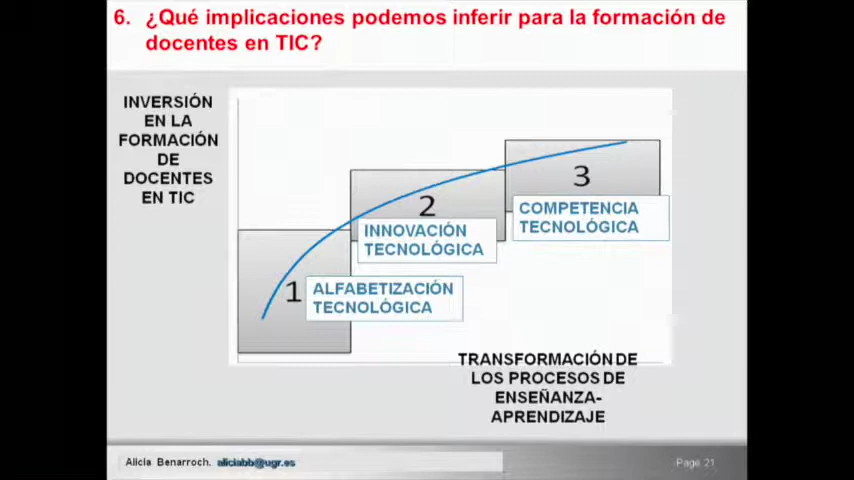 6. ¿Qué implicaciones podemos inferir para la formación de
docentes en TIC?
INVERSIÓN
EN LA
FORMACIÓN
DE
DOCENTES
EN TIC
3
COMPETENCIA
TECNOLÓGICA
2
INNOVACIÓN
TECNOLÓGICA
1
ALFABETIZACIÓN
TECNOLÓGICA
TRANSFORMACIÓN DE
LOS PROCESOS DE
ENSEÑANZA-
APRENDIZAJE
Alicia Benarroch. aliciabb@ugr.es
Page 21